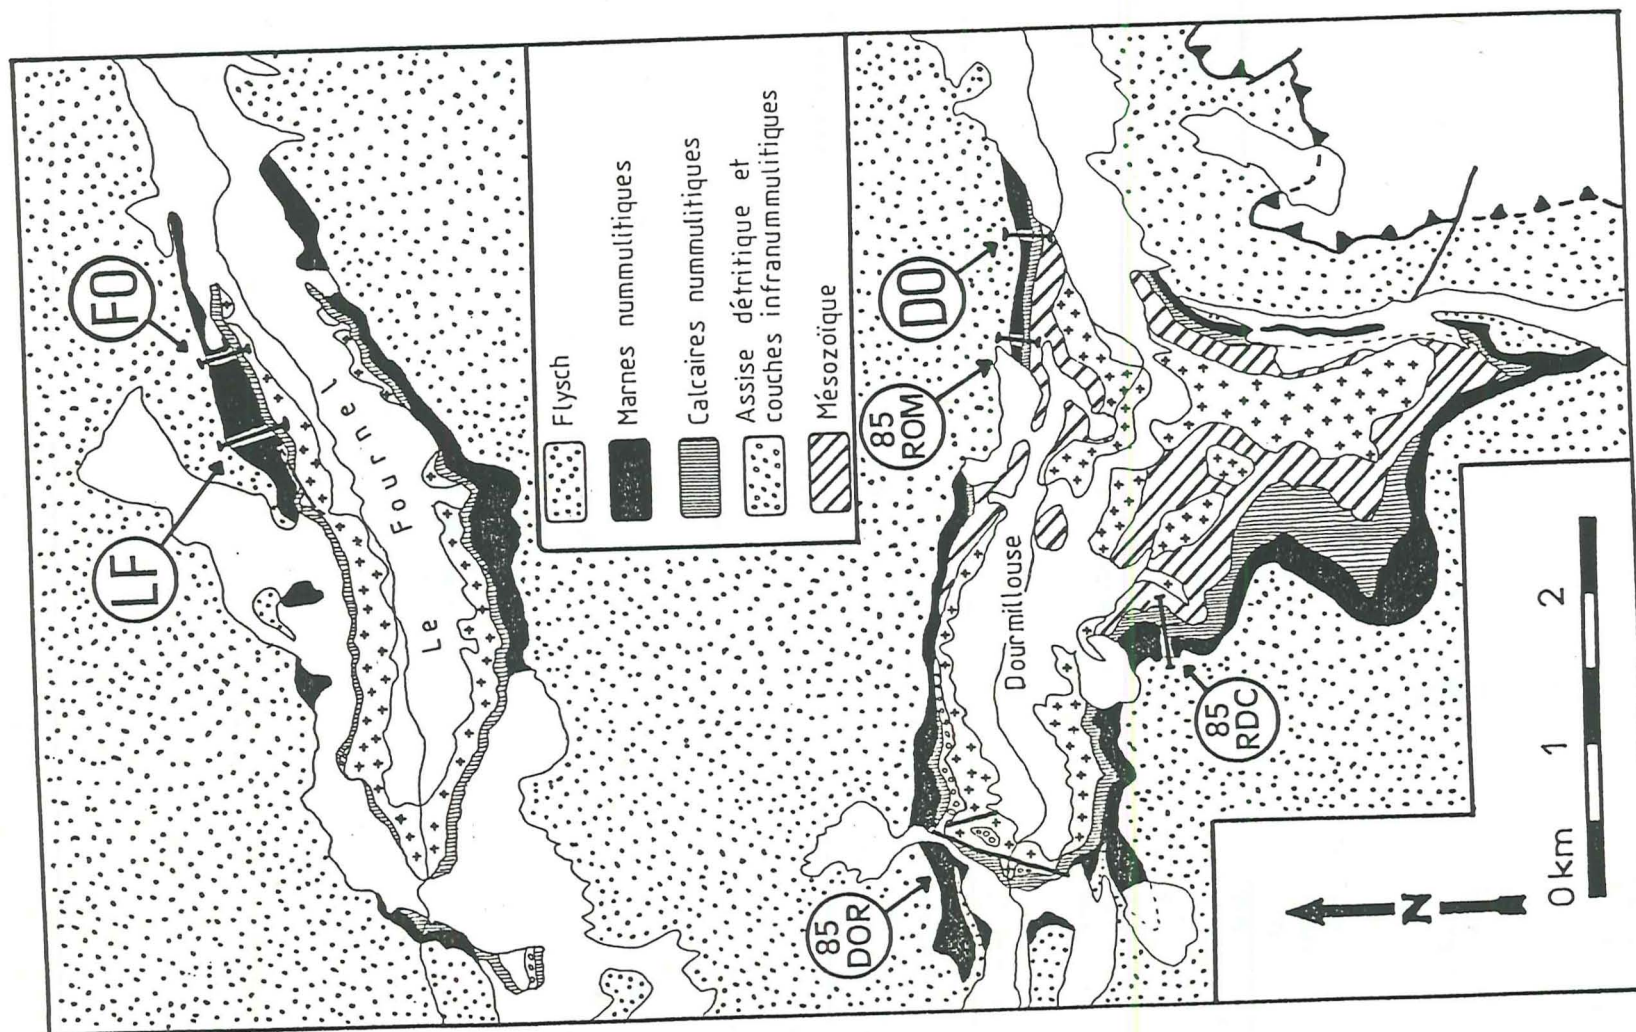 FO
LF
Le Fournel
Flysch
Marnes nummulitiques
Calcaires nummulitiques
Assise détritique et
couches infranummulitiques
Mésozoïque
DO
85
ROM
Dourmillouse
85
RDC
85
DOR
N
0 km 1 2